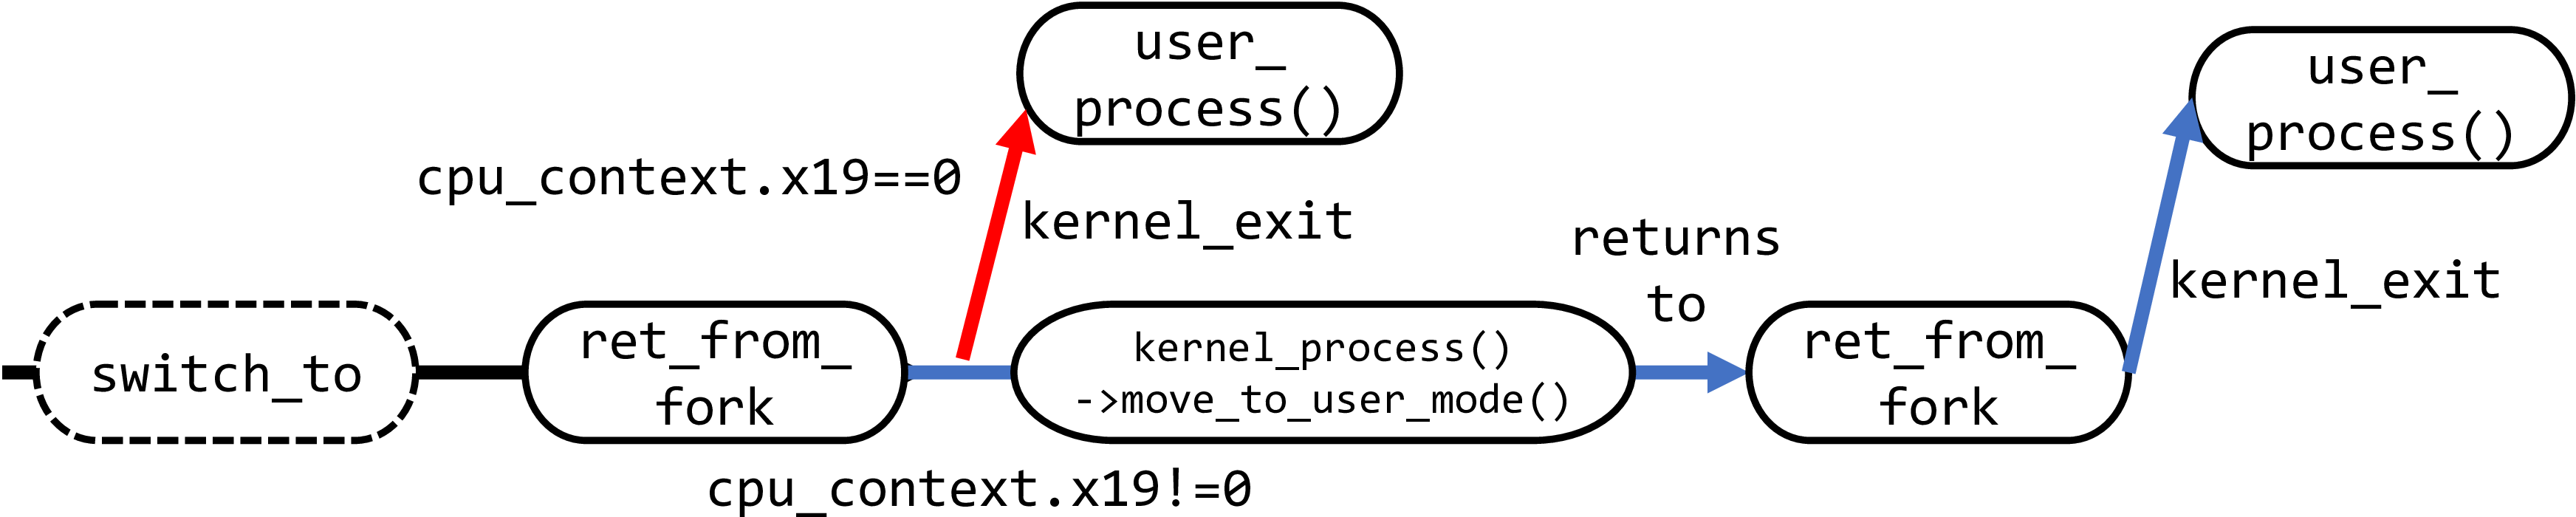 user_
process()
user_
process()
cpu_context.x19==0
kernel_exit
returns
to
kernel_exit
switch_to
ret_from_
fork
kernel_process()
->move_to_user_mode()
ret_from_
fork
cpu_context.x19!=0